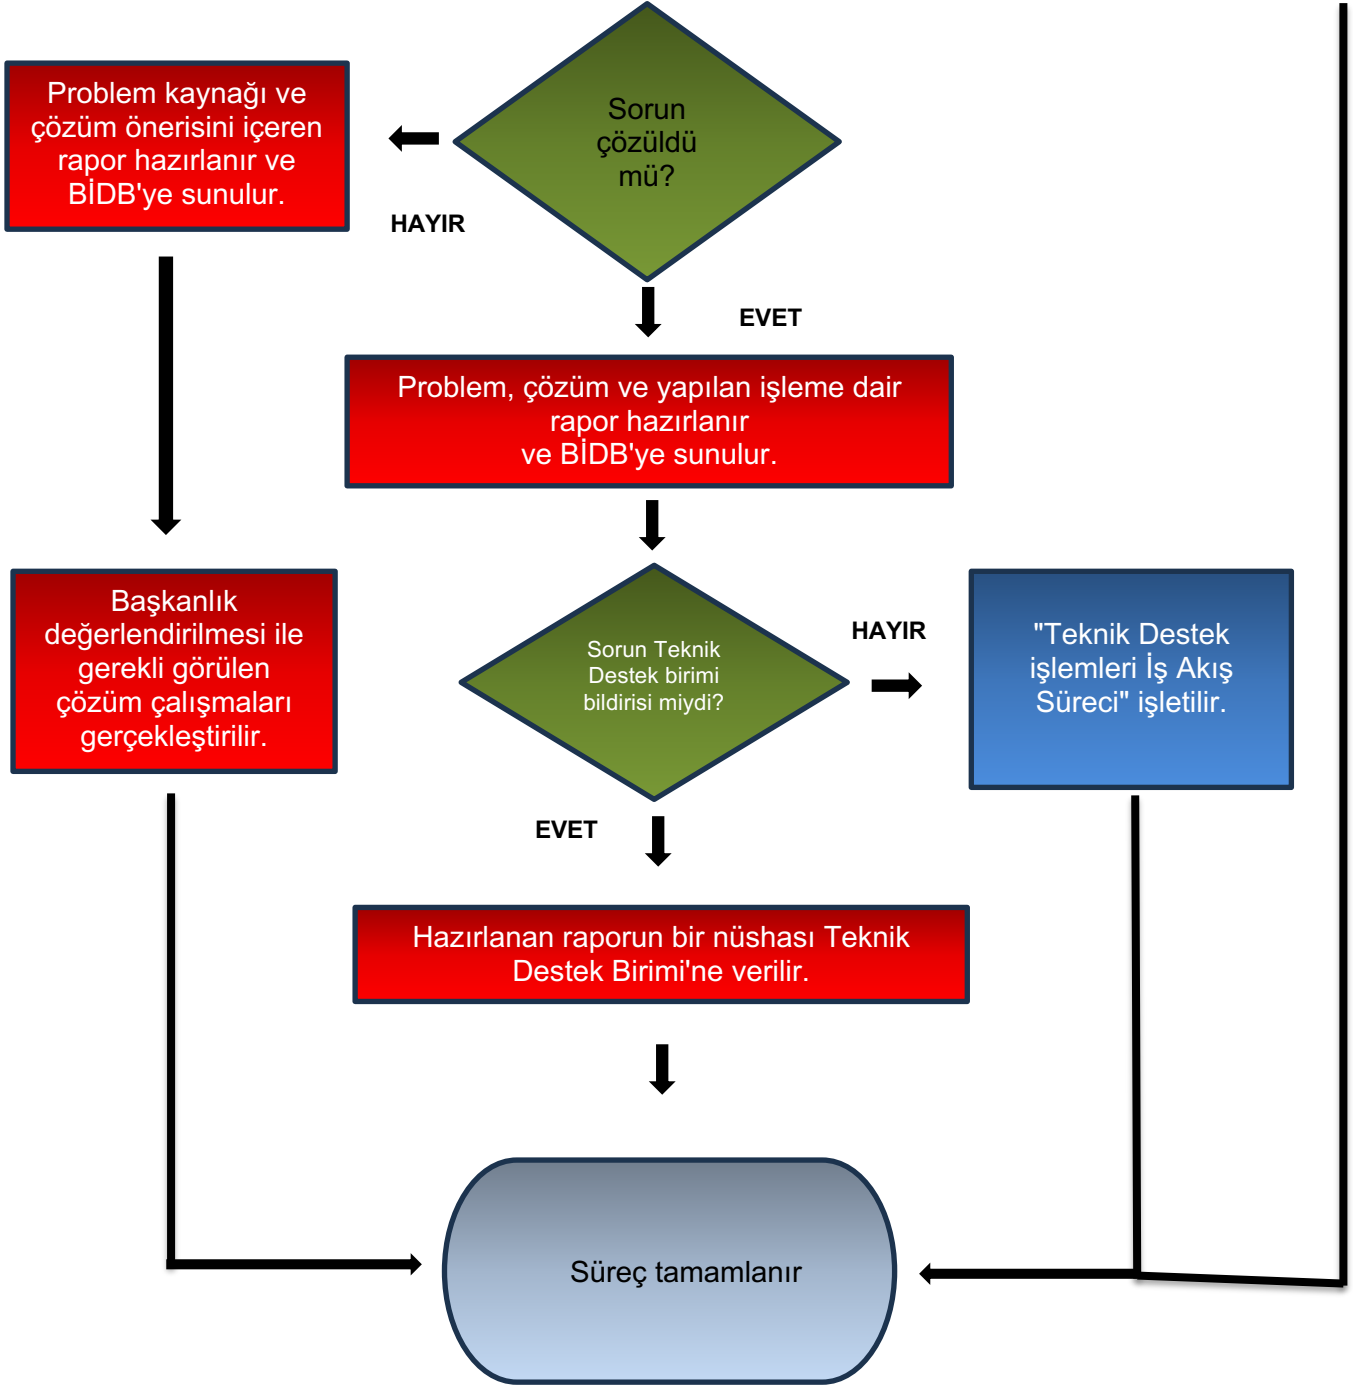 Sorun
çözüldü
mü?
Problem kaynağı ve
çözüm önerisini içeren
rapor hazırlanır ve
BİDB'ye sunulur.
HAYIR
EVET
Problem, çözüm ve yapılan işleme dair
rapor hazırlanır
ve BİDB'ye sunulur.
Başkanlık
değerlendirilmesi ile
gerekli görülen
çözüm çalışmaları
gerçekleştirilir.
Sorun Teknik
Destek birimi
bildirisi miydi?
HAYIR
"Teknik Destek
işlemleri İş Akış
Süreci" işletilir.
EVET
Hazırlanan raporun bir nüshası Teknik
Destek Birimi'ne verilir.
Süreç tamamlanır